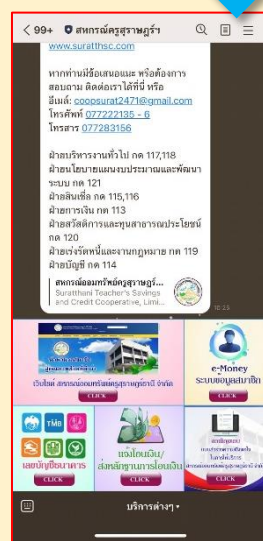 99+ สหกรณ์ครูสุราษฎร์ฯ
www.suratthsc.com
หากท่านมีข้อเสนอแนะ หรือต้องการ
สอบถาม ติดต่อเราได้ที่นี่ หรือ
อีเมล์: coopsurat2471@gmail.com
โทรศัพท์ 077222135 - 6
โทรสาร 077283156
ฝ่ายบริหารงานทั่วไป กด 117,118
ฝ่ายนโยบายแผนงบประมาณและพัฒนา
ระบบ กด 121
ฝ่ายสินเชื่อ กด 115,116
ฝ่ายการเงิน กด 113
ฝ่ายสวัสดิการและทุนสาธารณประโยชน์
กด 120
ฝ่ายเร่งรัดหนี้และงานกฎหมาย กด 119
ฝ่ายบัญชี กด 114
สหกรณ์ออมทรัพย์ครูสุราษฎร์...
Suratthani Teacher's Savings
and Credit Cooperative, Limi...
10:23
เว็บไซต์ สหกรณ์ออมทรัพย์ครูสุราษฎร์ธานี จำกัด
CLICK
e-Money
ระบบข้อมูลสมาชิก
CLICK
TMB
เลขบัญชีธนาคาร
CLICK
แจ้งโอนเงิน/
ส่งหลักฐานการโอนเงิน
CLICK
CLICK
บริการต่างๆ